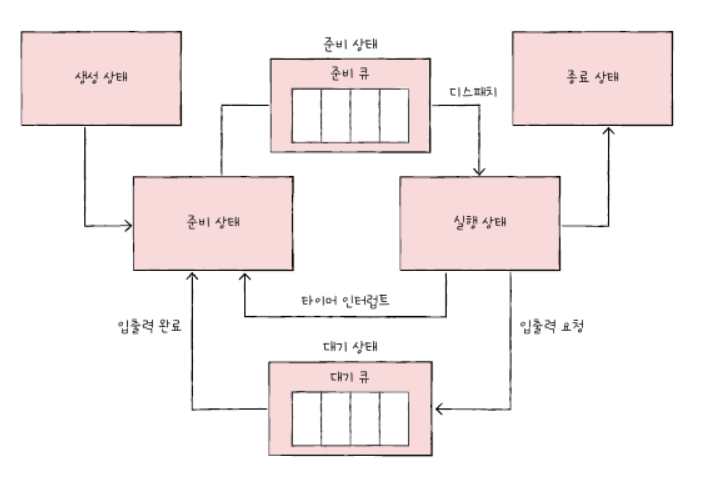 준비 상태
준비 큐
생성 상태
디스패치
종료 상태
준비 상태
실행 상태
타이머 인터럽트
입출력 완료
입출력 요청
대기 상태
대기 큐